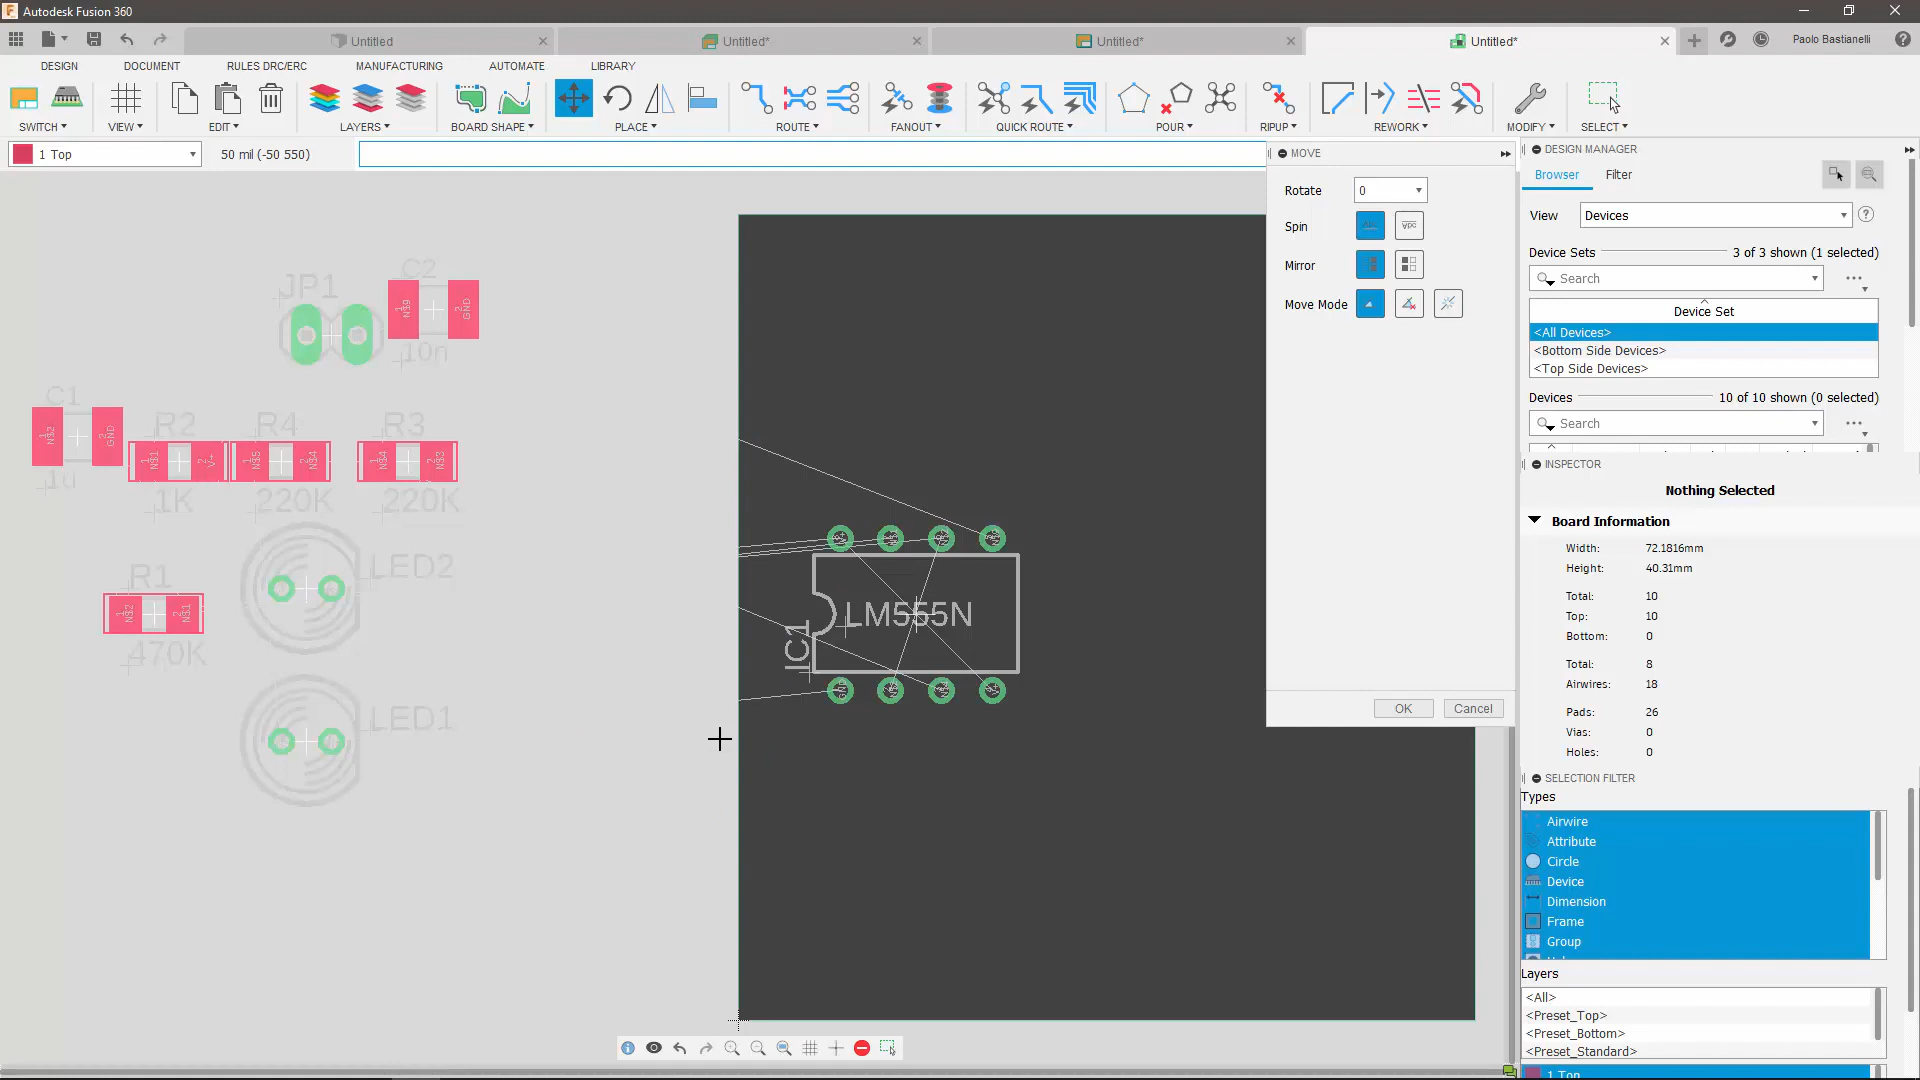 Autodesk Fusion 360
Untitled
Untitled*
Untitled*
Untitled*
Paolo Bastianelli
DESIGN
DOCUMENT
RULES DRC/ERC
MANUFACTURING
AUTOMATE
LIBRARY
SWITCH
VIEW
EDIT
LAYERS
BOARD SHAPE
PLACE
ROUTE
FANOUT
QUICK ROUTE
POUR
RIPUP
REWORK
MODIFY
SELECT
1 Top
50 mil (-50 550)
MOVE
Rotate
0
Spin
Mirror
Move Mode
OK
Cancel
DESIGN MANAGER
Browser
Filter
View
Devices
Device Sets
3 of 3 shown (1 selected)
Search
Device Set
<All Devices>
<Bottom Side Devices>
<Top Side Devices>
Devices
10 of 10 shown (0 selected)
Search
INSPECTOR
Nothing Selected
Board Information
Width: 72.1816mm
Height: 40.31mm
Total: 10
Top: 10
Bottom: 0
Total: 8
Airwires: 18
Pads: 26
Vias: 0
Holes: 0
SELECTION FILTER
Types
Airwire
Attribute
Circle
Device
Dimension
Frame
Group
Layers
<All>
<Preset_Top>
<Preset_Bottom>
<Preset_Standard>
1 Top
JP1
C2
10n
GND
C1
1u
GND
R2
1K
V+
R4
220K
R3
220K
R1
470K
LED2
LED1
LM555N
IC1
GND